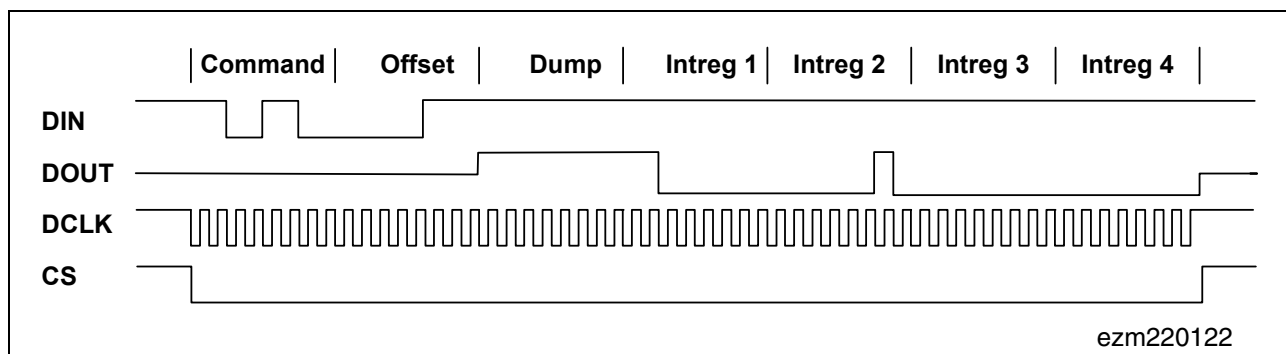 Command Offset Dump Intreg 1 Intreg 2 Intreg 3 Intreg 4
DIN
DOUT
DCLK
CS
ezm220122